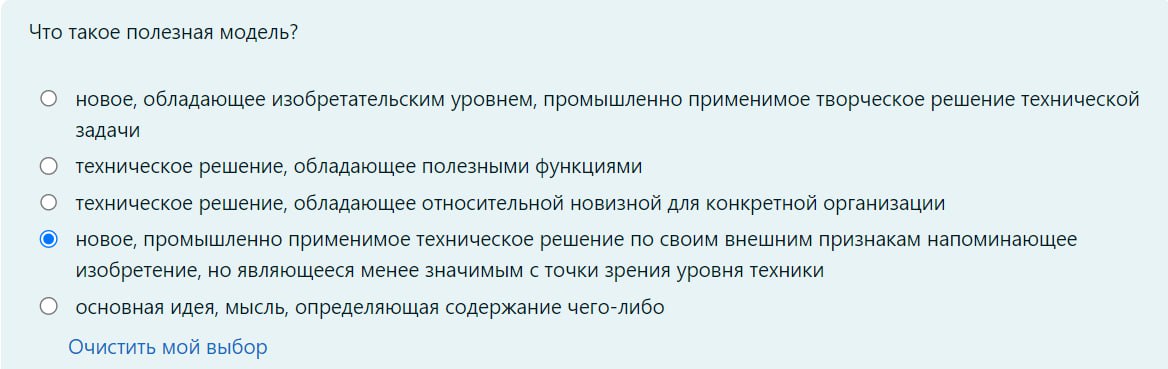 Что такое полезная модель?
новое, обладающее изобретательским уровнем, промышленно применимое творческое решение технической
задачи
техническое решение, обладающее полезными функциями
техническое решение, обладающее относительной новизной для конкретной организации
новое, промышленно применимое техническое решение по своим внешним признакам напоминающее
изобретение, но являющееся менее значимым с точки зрения уровня техники
основная идея, мысль, определяющая содержание чего-либо
Очистить мой выбор